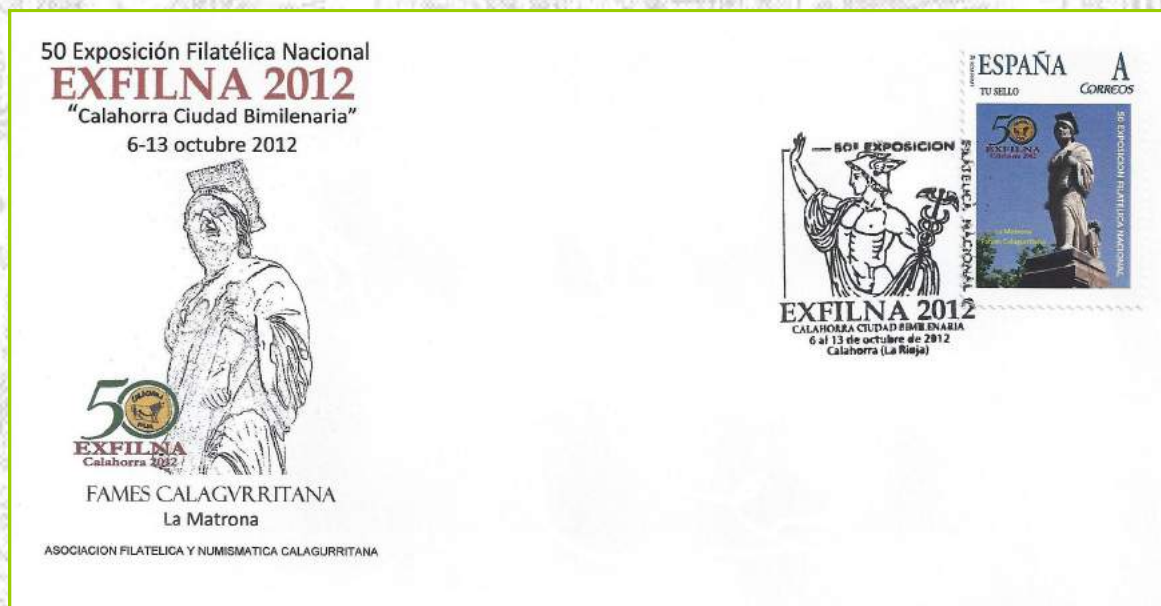 50 Exposición Filatélica Nacional
EXFILNA 2012
"Calahorra Ciudad Bimilenaria"
6-13 octubre 2012
50
EXFILNA
Calahorra 2012
FAMES CALAGVRRITANA
La Matrona
ASOCIACION FILATELICA Y NUMISMATICA CALAGURRITANA
50ª EXPOSICION
FILATELICA NACIONAL
EXFILNA 2012
CALAHORRA CIUDAD BIMILENARIA
6 al 13 de octubre de 2012
Calahorra (La Rioja)
ESPAÑA A
TU SELLO CORREOS
50
EXFILNA
Calahorra 2012
50 EXPOSICION FILATELICA NACIONAL
La Matrona
Fames Calagurritana